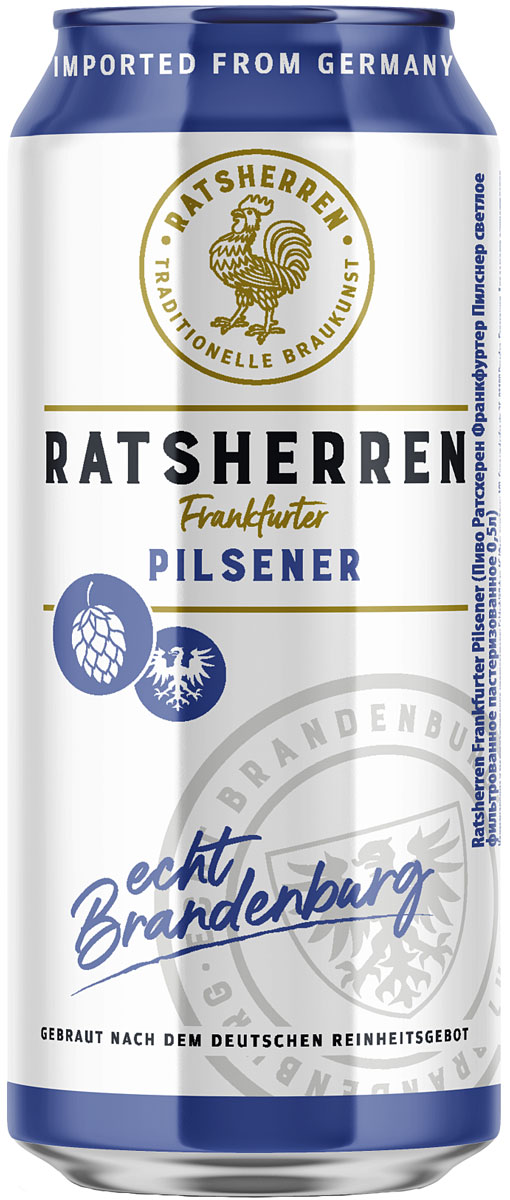 IMPORTED FROM GERMANY
RATSHERREN
TRADITIONELLE BRAUKUNST
RATSHERREN
Frankfurter
PILSENER
BRANDENBURG
echt
Brandenburg
GEBRAUT NACH DEM DEUTSCHEN REINHEITSGEBOT
Ratsherren Frankfurter Pilsener (Пиво Ратсхерен Франкфуртер Пилснер светлое
фильтрованное пастеризованное 0,5л)